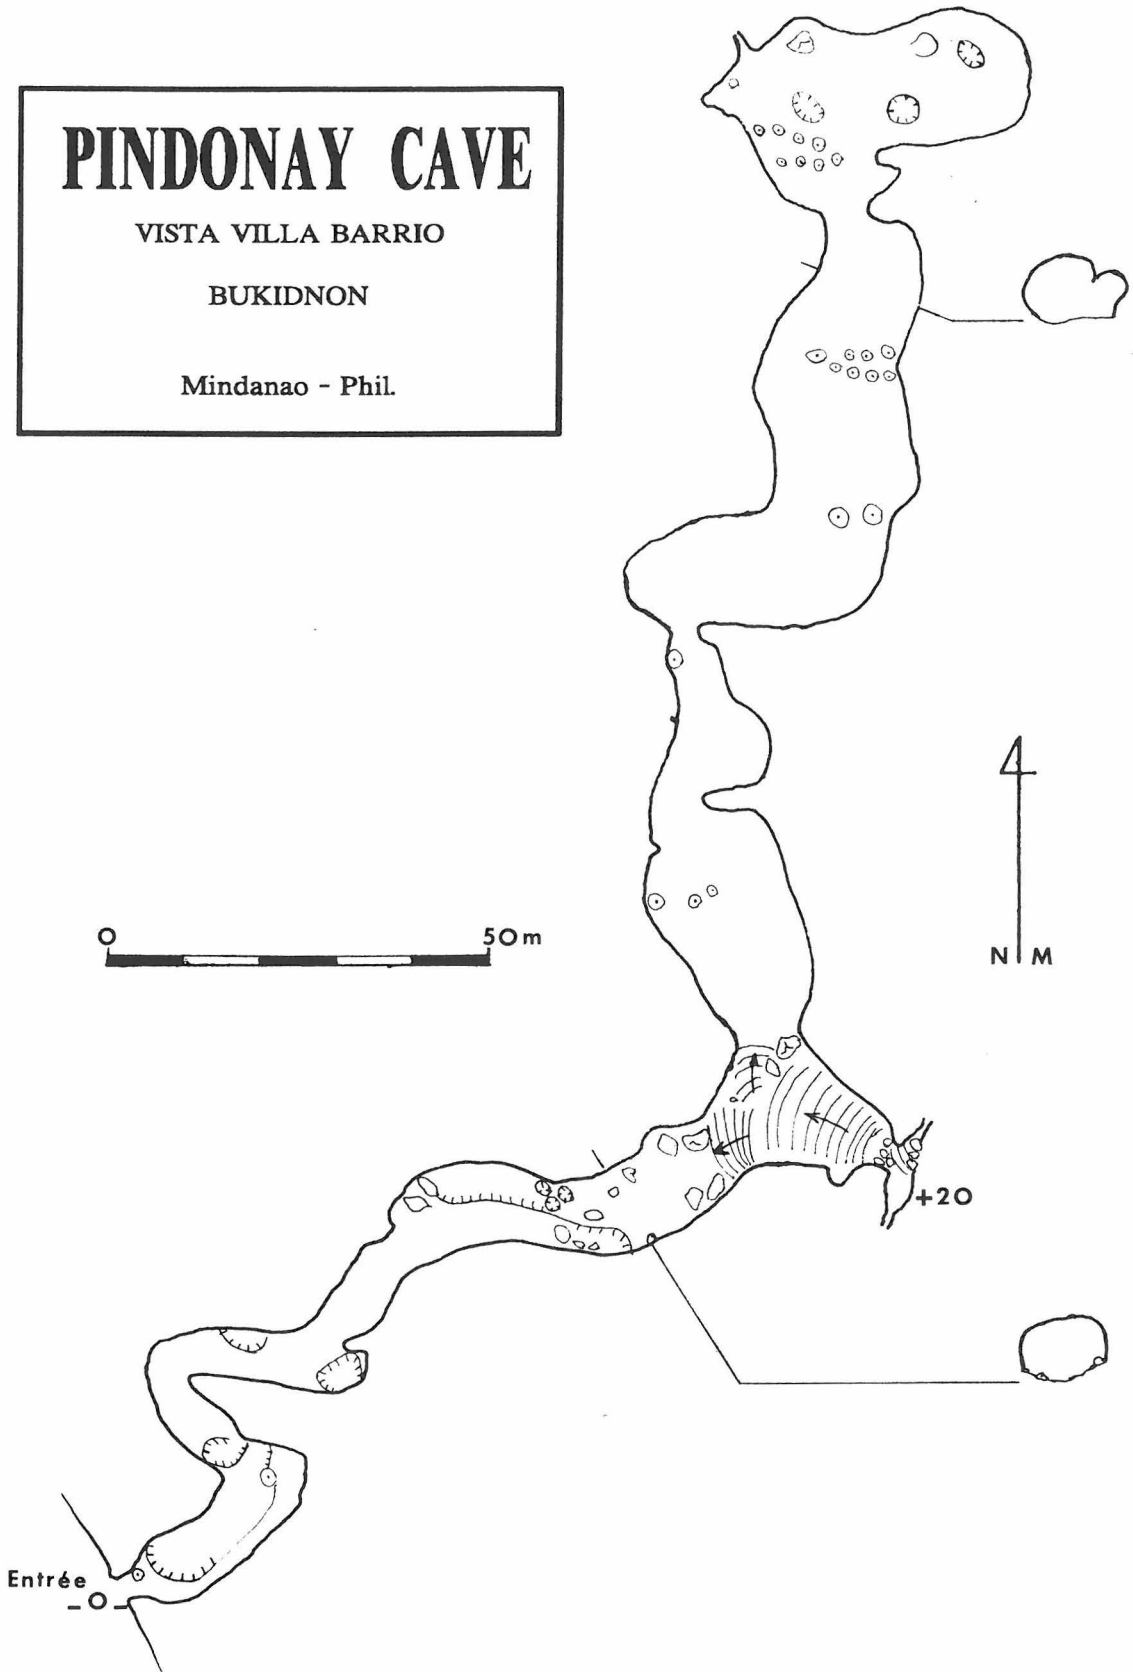 PINDONAY CAVE
VISTA VILLA BARRIO
BUKIDNON
Mindanao - Phil.
0 50m
N M
+20
Entrée
-0-